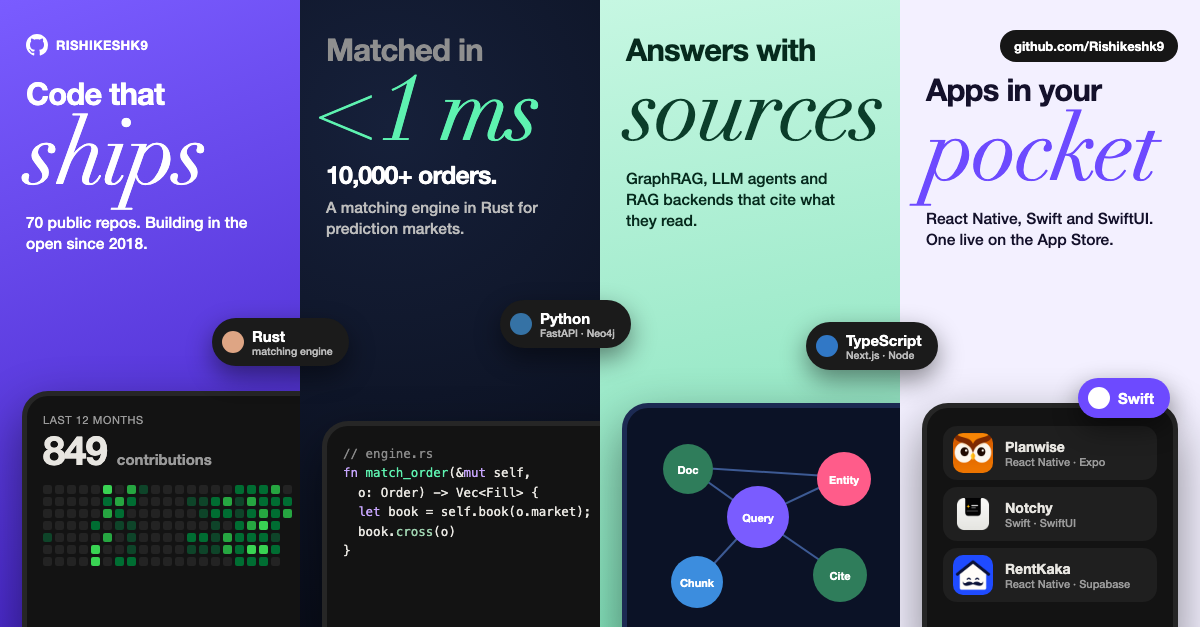 RISHIKESHK9
Code that
ships
70 public repos. Building in the
open since 2018.
Rust
matching engine
LAST 12 MONTHS
849 contributions
Matched in
<1 ms
10,000+ orders.
A matching engine in Rust for
prediction markets.
Python
FastAPI · Neo4j
// engine.rs
fn match_order(&mut self,
o: Order) -> Vec<Fill> {
let book = self.book(o.market);
book.cross(o)
}
Answers with
sources
GraphRAG, LLM agents and
RAG backends that cite what
they read.
TypeScript
Next.js · Node
Doc
Entity
Query
Chunk
Cite
github.com/Rishikeshk9
Apps in your
pocket
React Native, Swift and SwiftUI.
One live on the App Store.
Swift
Planwise
React Native · Expo
Notchy
Swift · SwiftUI
RentKaka
React Native · Supabase